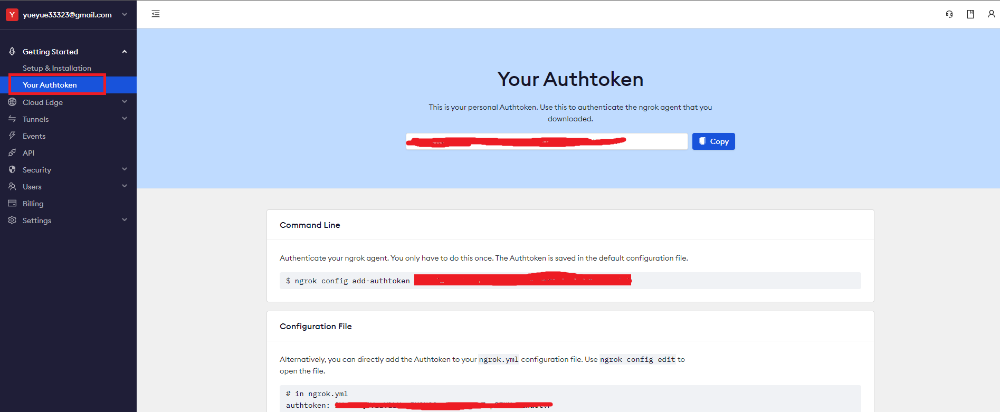 Y yueyue33323@gmail.com
Getting Started
Setup & Installation
Your Authtoken
Cloud Edge
Tunnels
Events
API
Security
Users
Billing
Settings
Your Authtoken
This is your personal Authtoken. Use this to authenticate the ngrok agent that you
downloaded.
Copy
Command Line
Authenticate your ngrok agent. You only have to do this once. The Authtoken is saved in the default configuration file.
$ ngrok config add-authtoken
Configuration File
Alternatively, you can directly add the Authtoken to your ngrok.yml configuration file. Use ngrok config edit to
open the file.
# in ngrok.yml
authtoken: